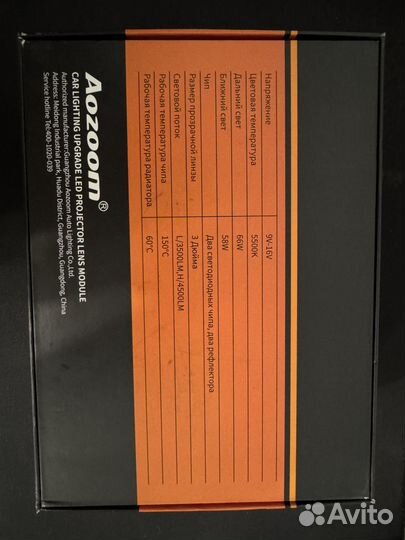 Напряжение 9V-16V
Цветовая температура 5500K
Дальний свет 66W
Ближний свет 58W
Чип Два светодиодных чипа, два рефлектора
Размер прозрачной линзы 3 Дюйма
Световой поток L/3500LM,H/4500LM
Рабочая температура чипа 150°C
Рабочая температура радиатора 60°C
Aozoom®
CAR LIGHTING UPGRADE LED PROJECTOR LENS MODULE
Authorized manufacturer:Guangzhou Aozoom Auto Lighting Co.,Ltd.
Address: Meidong Industrial park, Huadu District, Guangzhou, Guangdong, China
Service hotline Tel:400-1020-039
Avito